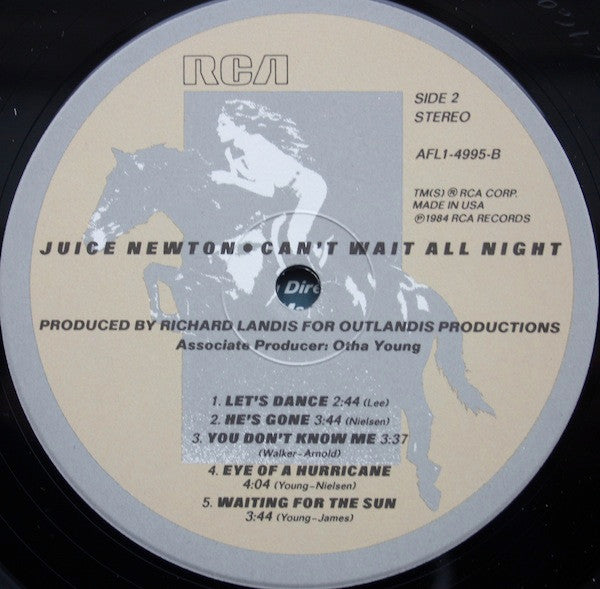 RCA
SIDE 2
STEREO
AFL1-4995-B
TM(S) ® RCA CORP.
MADE IN USA
℗1984 RCA RECORDS
JUICE NEWTON • CAN'T WAIT ALL NIGHT
Dire
PRODUCED BY RICHARD LANDIS FOR OUTLANDIS PRODUCTIONS
Associate Producer: Otha Young
1. LET'S DANCE 2:44 (Lee)
2. HE'S GONE 3:44 (Nielsen)
3. YOU DON'T KNOW ME 3:37
(Walker-Arnold)
4. EYE OF A HURRICANE
4:04 (Young-Nielsen)
5. WAITING FOR THE SUN
3:44 (Young-James)